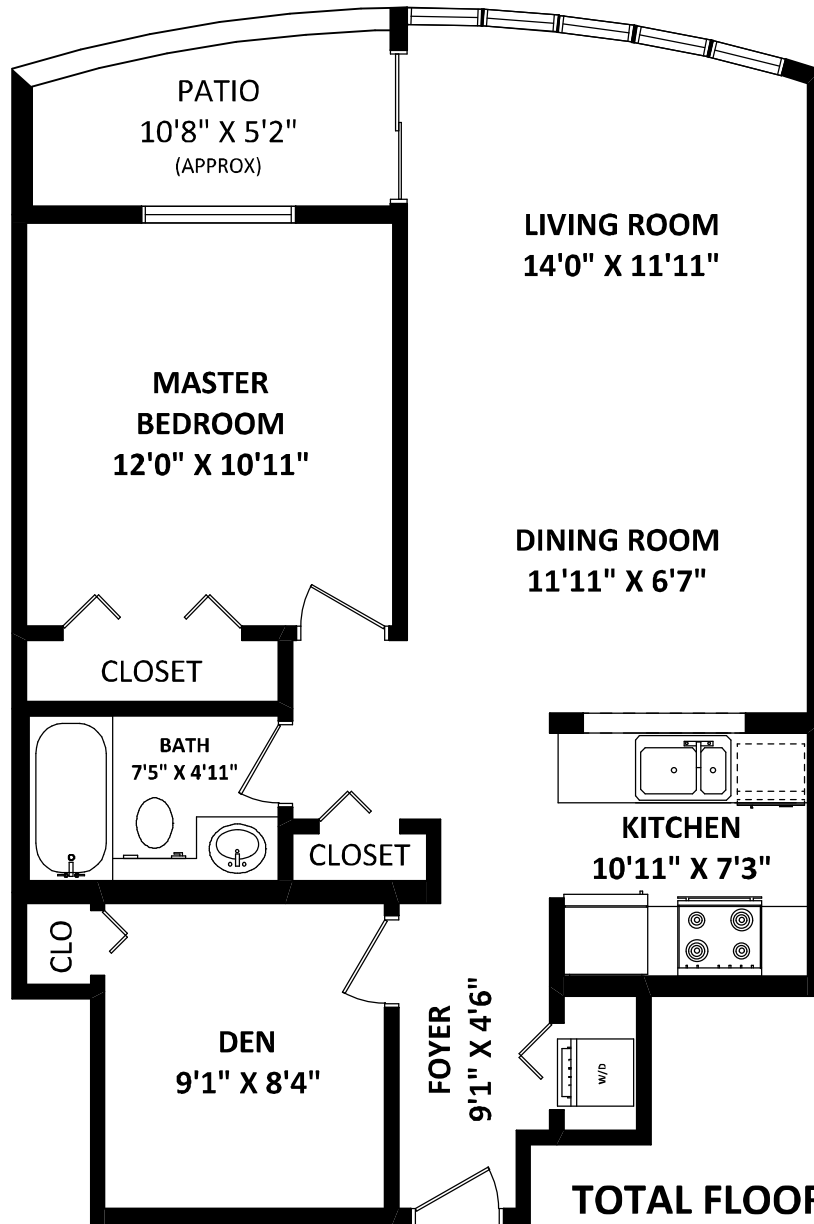 PATIO
10'8" X 5'2"
(APPROX)
LIVING ROOM
14'0" X 11'11"
MASTER
BEDROOM
12'0" X 10'11"
DINING ROOM
11'11" X 6'7"
CLOSET
BATH
7'5" X 4'11"
KITCHEN
10'11" X 7'3"
CLOSET
CLO
DEN
9'1" X 8'4"
FOYER
9'1" X 4'6"
W/D
TOTAL FLOOR